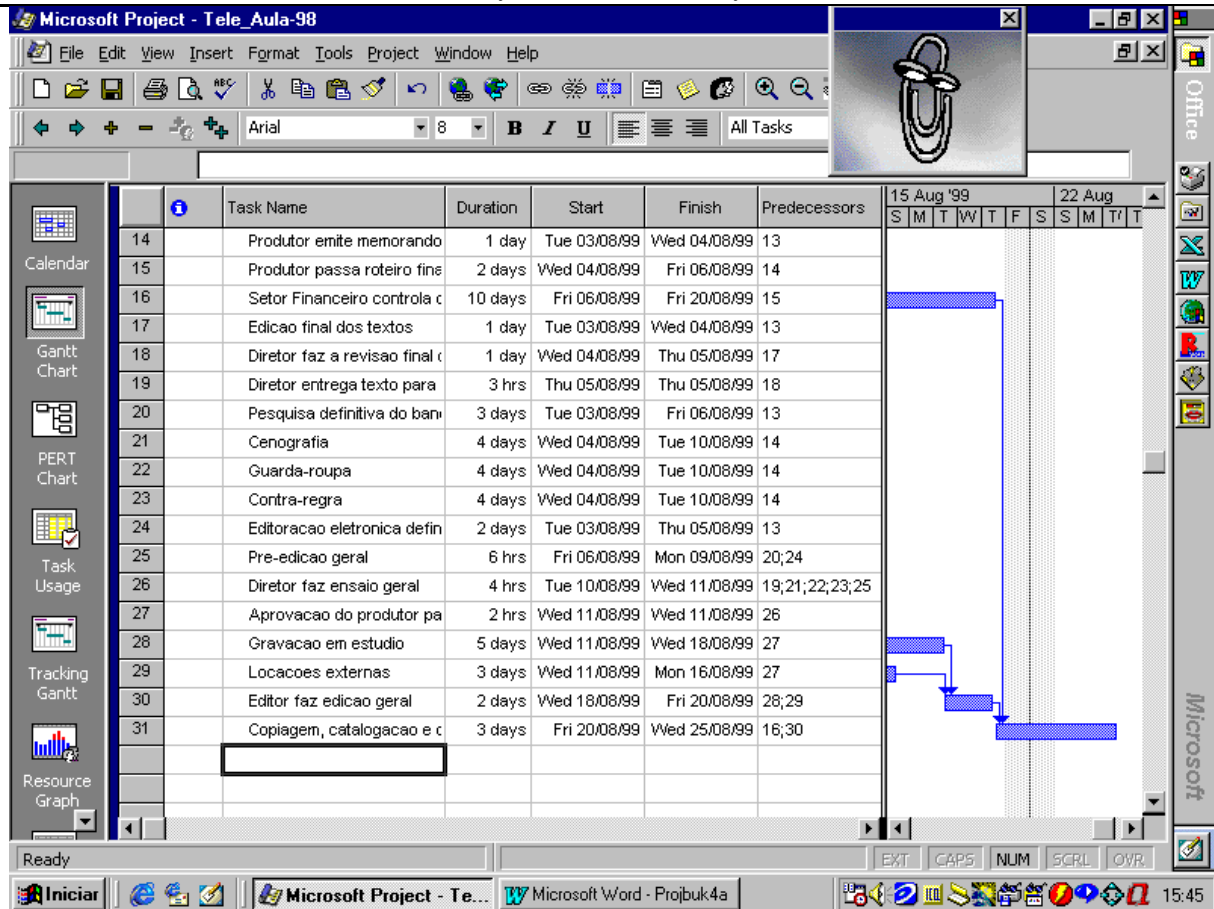 Microsoft Project - Tele_Aula-98
File Edit View Insert Format Tools Project Window Help
Arial 8 B I U All Tasks
Office
Task Name Duration Start Finish Predecessors 15 Aug '99 22 Aug
S M T W T F S S M T
14 Produtor emite memorando 1 day Tue 03/08/99 Wed 04/08/99 13
15 Produtor passa roteiro fina 2 days Wed 04/08/99 Fri 06/08/99 14
16 Setor Financeiro controla c 10 days Fri 06/08/99 Fri 20/08/99 15
17 Edicao final dos textos 1 day Tue 03/08/99 Wed 04/08/99 13
18 Diretor faz a revisao final 1 day Wed 04/08/99 Thu 05/08/99 17
19 Diretor entrega texto para 3 hrs Thu 05/08/99 Thu 05/08/99 18
20 Pesquisa definitiva do ban 3 days Tue 03/08/99 Fri 06/08/99 13
21 Cenografia 4 days Wed 04/08/99 Tue 10/08/99 14
22 Guarda-roupa 4 days Wed 04/08/99 Tue 10/08/99 14
23 Contra-regra 4 days Wed 04/08/99 Tue 10/08/99 14
24 Editoracao eletronica defin 2 days Tue 03/08/99 Thu 05/08/99 13
25 Pre-edicao geral 6 hrs Fri 06/08/99 Mon 09/08/99 20;24
26 Diretor faz ensaio geral 4 hrs Tue 10/08/99 Wed 11/08/99 19;21;22;23;25
27 Aprovacao do produtor pa 2 hrs Wed 11/08/99 Wed 11/08/99 26
28 Gravacao em estudio 5 days Wed 11/08/99 Wed 18/08/99 27
29 Locacoes externas 3 days Wed 11/08/99 Mon 16/08/99 27
30 Editor faz edicao geral 2 days Wed 18/08/99 Fri 20/08/99 28;29
31 Copiagem, catalogacao e c 3 days Fri 20/08/99 Wed 25/08/99 16;30
Calendar
Gantt
Chart
PERT
Chart
Task
Usage
Tracking
Gantt
Resource
Graph
Microsoft
Ready EXT CAPS NUM SCRL OVR
Iniciar Microsoft Project - Te... Microsoft Word - Projbuk4a 15:45